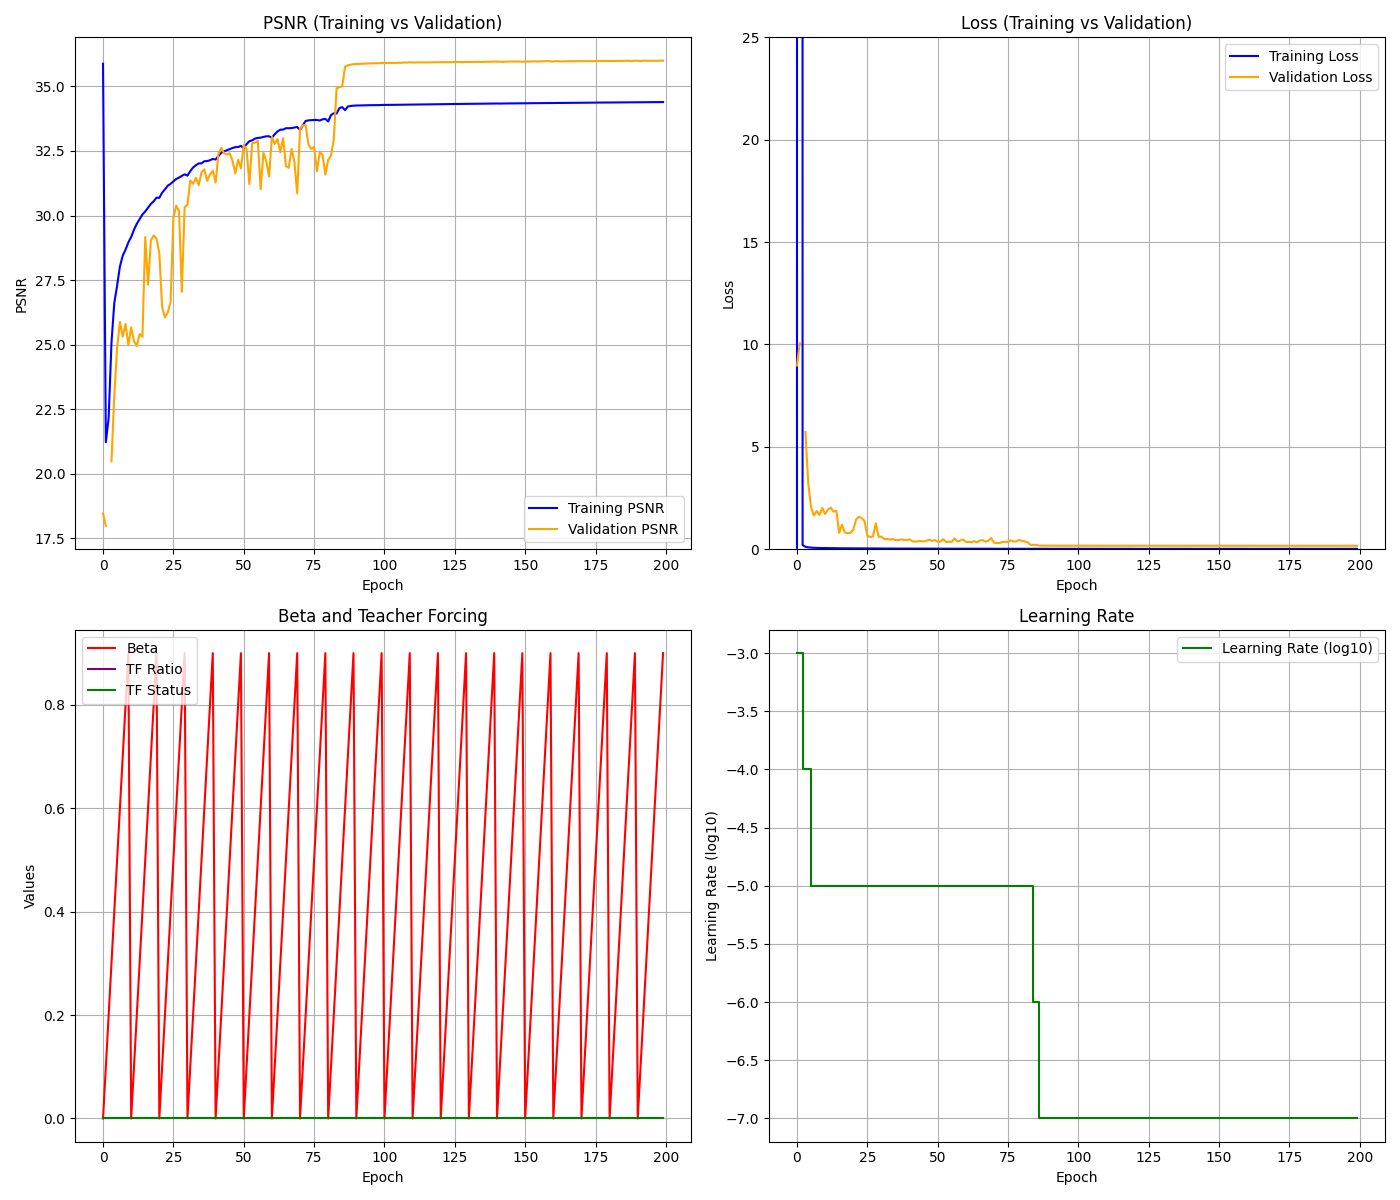 PSNR (Training vs Validation)
35.0
32.5
30.0
27.5
25.0
22.5
20.0
17.5
PSNR
Training PSNR
Validation PSNR
0 25 50 75 100 125 150 175 200
Epoch
Loss (Training vs Validation)
25
20
15
10
5
0
Loss
Training Loss
Validation Loss
0 25 50 75 100 125 150 175 200
Epoch
Beta and Teacher Forcing
Beta
TF Ratio
TF Status
0.8
0.6
0.4
0.2
0.0
Values
0 25 50 75 100 125 150 175 200
Epoch
Learning Rate
Learning Rate (log10)
−3.0
−3.5
−4.0
−4.5
−5.0
−5.5
−6.0
−6.5
−7.0
Learning Rate (log10)
0 25 50 75 100 125 150 175 200
Epoch